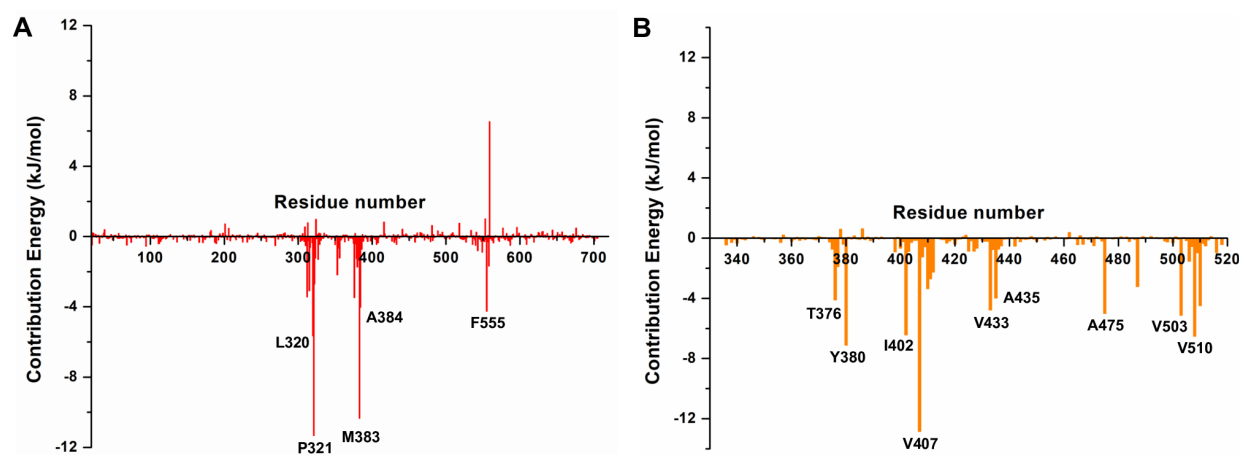 A
12
8
4
0
-4
-8
-12
Contribution Energy (kJ/mol)
Residue number
100 200 300 400 500 600 700
L320
P321
M383
A384
F555
B
12
8
4
0
-4
-8
-12
Contribution Energy (kJ/mol)
Residue number
340 360 380 400 420 440 460 480 500 520
T376
Y380
I402
V407
V433
A435
A475
V503
V510